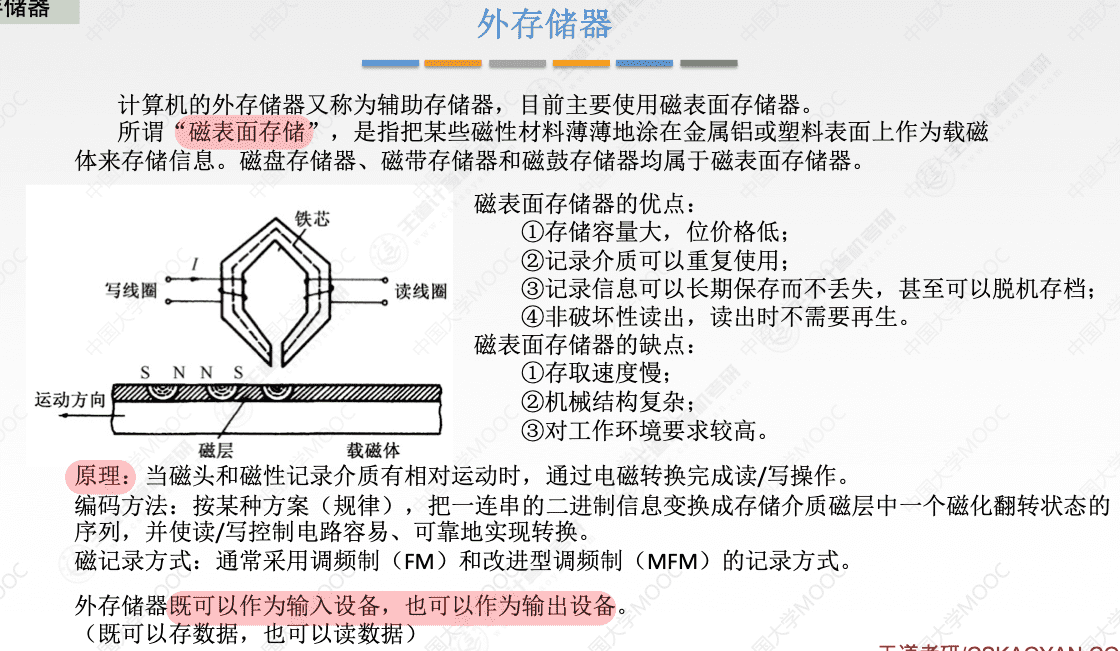 存储器
外存储器
计算机的外存储器又称为辅助存储器，目前主要使用磁表面存储器。
所谓“磁表面存储”，是指把某些磁性材料薄薄地涂在金属铝或塑料表面上作为载磁
体来存储信息。磁盘存储器、磁带存储器和磁鼓存储器均属于磁表面存储器。
铁芯
I
写线圈
读线圈
S N N S
运动方向
磁层
载磁体
磁表面存储器的优点：
①存储容量大，位价格低；
②记录介质可以重复使用；
③记录信息可以长期保存而不丢失，甚至可以脱机存档；
④非破坏性读出，读出时不需要再生。
磁表面存储器的缺点：
①存取速度慢；
②机械结构复杂；
③对工作环境要求较高。
原理：当磁头和磁性记录介质有相对运动时，通过电磁转换完成读/写操作。
编码方法：按某种方案（规律），把一连串的二进制信息变换成存储介质磁层中一个磁化翻转状态的
序列，并使读/写控制电路容易、可靠地实现转换。
磁记录方式：通常采用调频制（FM）和改进型调频制（MFM）的记录方式。
外存储器既可以作为输入设备，也可以作为输出设备。
（既可以存数据，也可以读数据）
王道考研/CSKAOYAN.CO